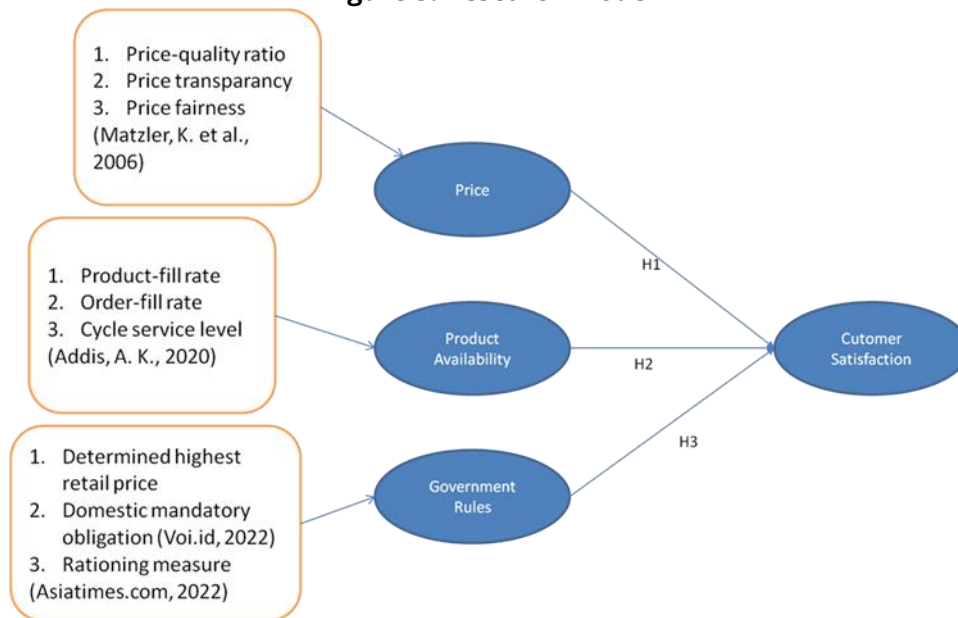 1. Price-quality ratio
2. Price transparancy
3. Price fairness
(Matzler, K. et al.,
2006)
Price
H1
1. Product-fill rate
2. Order-fill rate
3. Cycle service level
(Addis, A. K., 2020)
Product
Availability
H2
Cutomer
Satisfaction
H3
1. Determined highest
retail price
2. Domestic mandatory
obligation (Voi.id, 2022)
3. Rationing measure
(Asiatimes.com, 2022)
Government
Rules